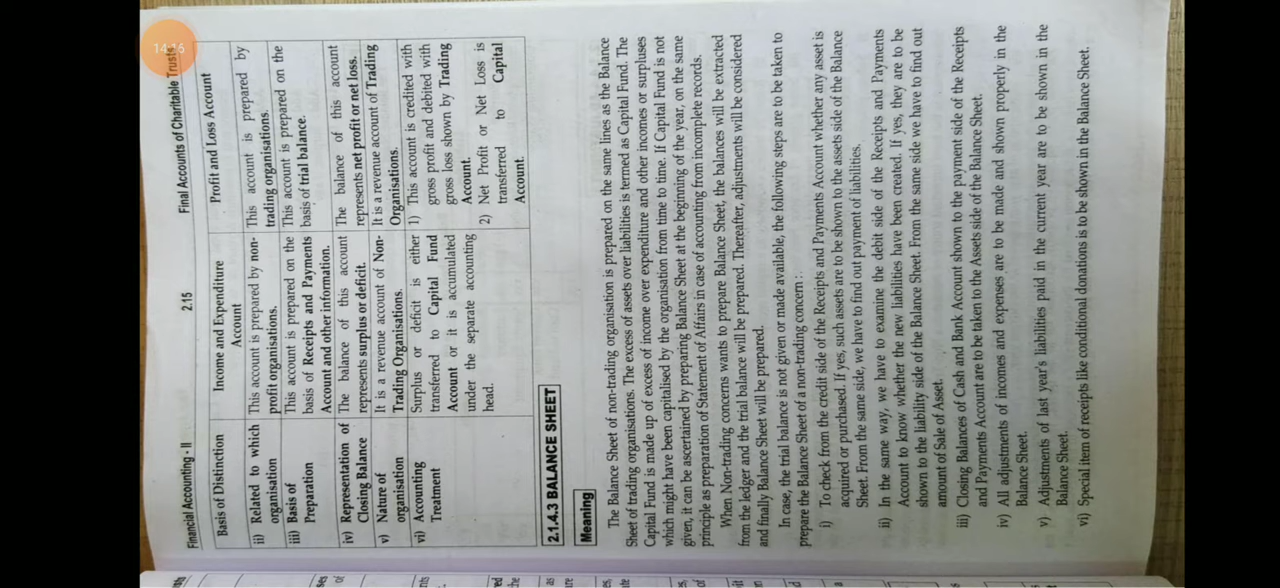 14:16
Financial Accounting - II 2.15 Final Accounts of Charitable Trusts
Basis of Distinction
Income and Expenditure
Account
Profit and Loss Account
ii) Related to which
organisation
This account is prepared by non-
profit organisations.
This account is prepared by
trading organisations.
iii) Basis of
Preparation
This account is prepared on the
basis of Receipts and Payments
Account and other information.
This account is prepared on the
basis of trial balance.
iv) Representation of
Closing Balance
The balance of this account
represents surplus or deficit.
The balance of this account
represents net profit or net loss.
v) Nature of
organisation
It is a revenue account of Non-
Trading Organisations.
It is a revenue account of Trading
Organisations.
vi) Accounting
Treatment
Surplus or deficit is either
transferred to Capital Fund
Account or it is accumulated
under the separate accounting
head.
1) This account is credited with
gross profit and debited with
gross loss shown by Trading
Account.
2) Net Profit or Net Loss is
transferred to Capital
Account.
2.1.4.3 BALANCE SHEET
Meaning
The Balance Sheet of non-trading organisation is prepared on the same lines as the Balance
Sheet of trading organisations. The excess of assets over liabilities is termed as Capital Fund. The
Capital Fund is made up of excess of income over expenditure and other incomes or surpluses
which might have been capitalised by the organisation from time to time. If Capital Fund is not
given, it can be ascertained by preparing Balance Sheet at the beginning of the year, on the same
principle as preparation of Statement of Affairs in case of accounting from incomplete records.
When Non-trading concerns wants to prepare Balance Sheet, the balances will be extracted
from the ledger and the trial balance will be prepared. Thereafter, adjustments will be considered
and finally Balance Sheet will be prepared.
In case, the trial balance is not given or made available, the following steps are to be taken to
prepare the Balance Sheet of a non-trading concern :
i) To check from the credit side of the Receipts and Payments Account whether any asset is
acquired or purchased. If yes, such assets are to be shown to the assets side of the Balance
Sheet. From the same side, we have to find out payment of liabilities.
ii) In the same way, we have to examine the debit side of the Receipts and Payments
Account to know whether the new liabilities have been created. If yes, they are to be
shown to the liability side of the Balance Sheet. From the same side we have to find out
amount of Sale of Asset.
iii) Closing Balances of Cash and Bank Account shown to the payment side of the Receipts
and Payments Account are to be taken to the Assets side of the Balance Sheet.
iv) All adjustments of incomes and expenses are to be made and shown properly in the
Balance Sheet.
v) Adjustments of last year's liabilities paid in the current year are to be shown in the
Balance Sheet.
vi) Special item of receipts like conditional donations is to be shown in the Balance Sheet.